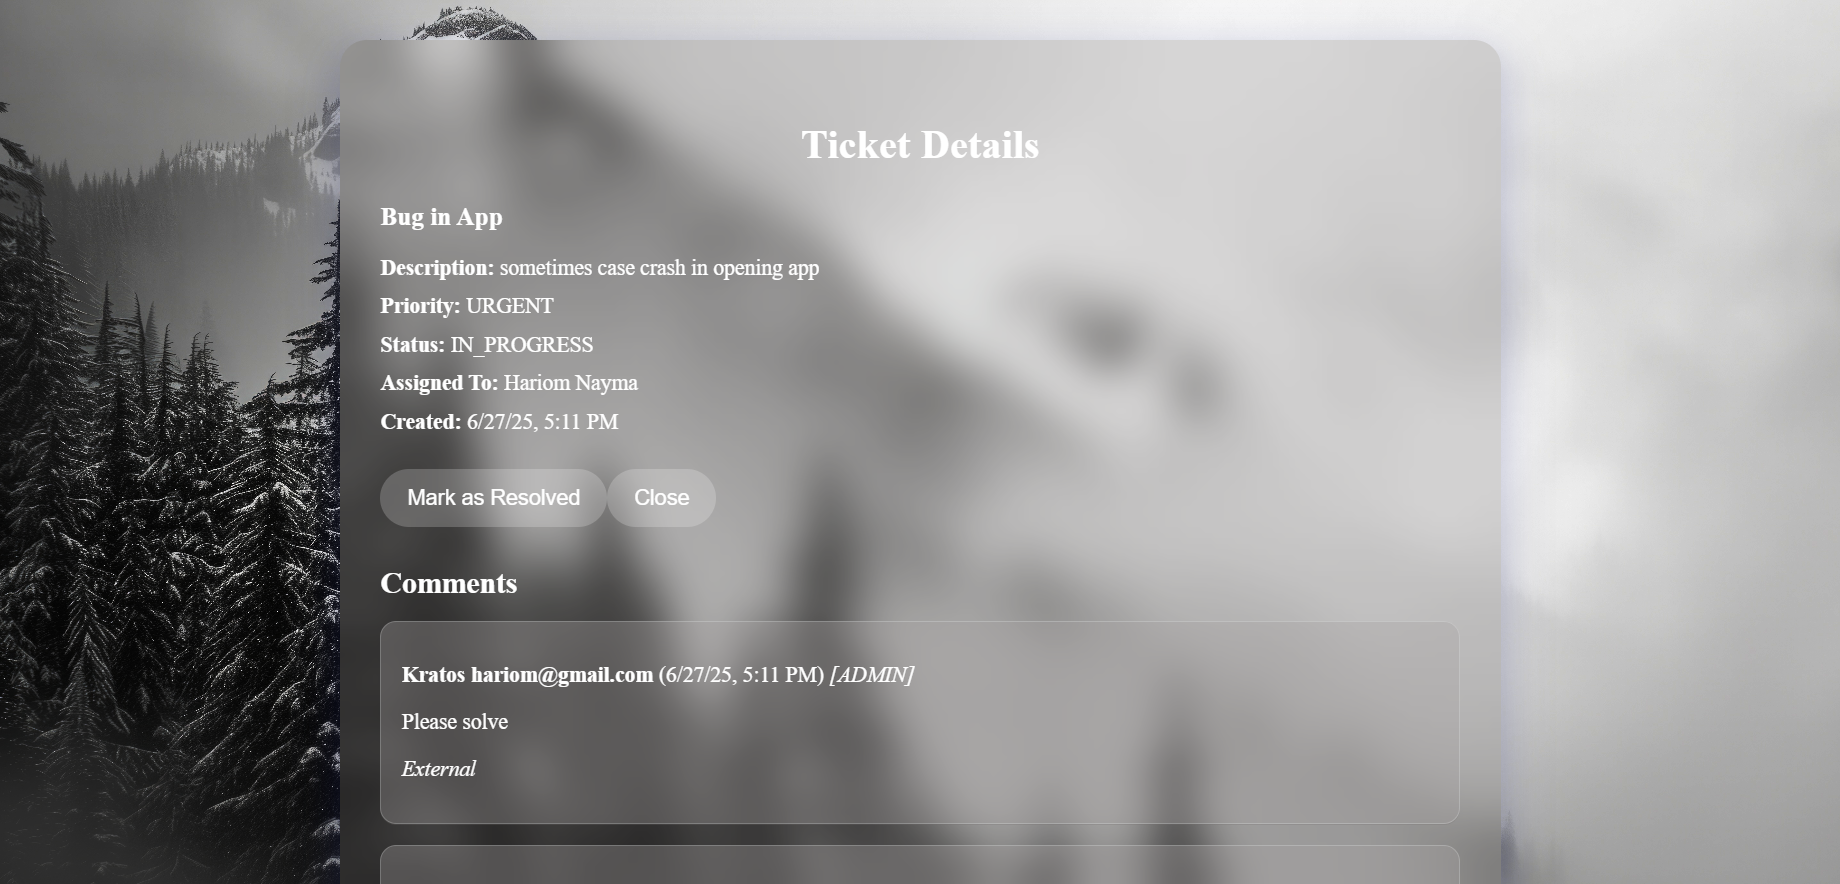 Ticket Details
Bug in App
Description: sometimes case crash in opening app
Priority: URGENT
Status: IN_PROGRESS
Assigned To: Hariom Nayma
Created: 6/27/25, 5:11 PM
Mark as Resolved Close
Comments
Kratos hariom@gmail.com (6/27/25, 5:11 PM) [ADMIN]
Please solve
External